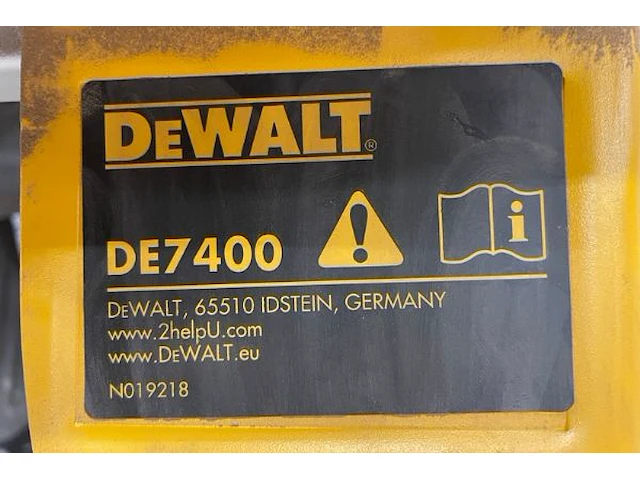 DEWALT®
DE7400
DEWALT, 65510 IDSTEIN, GERMANY
www.2helpU.com
www.DEWALT.eu
N019218